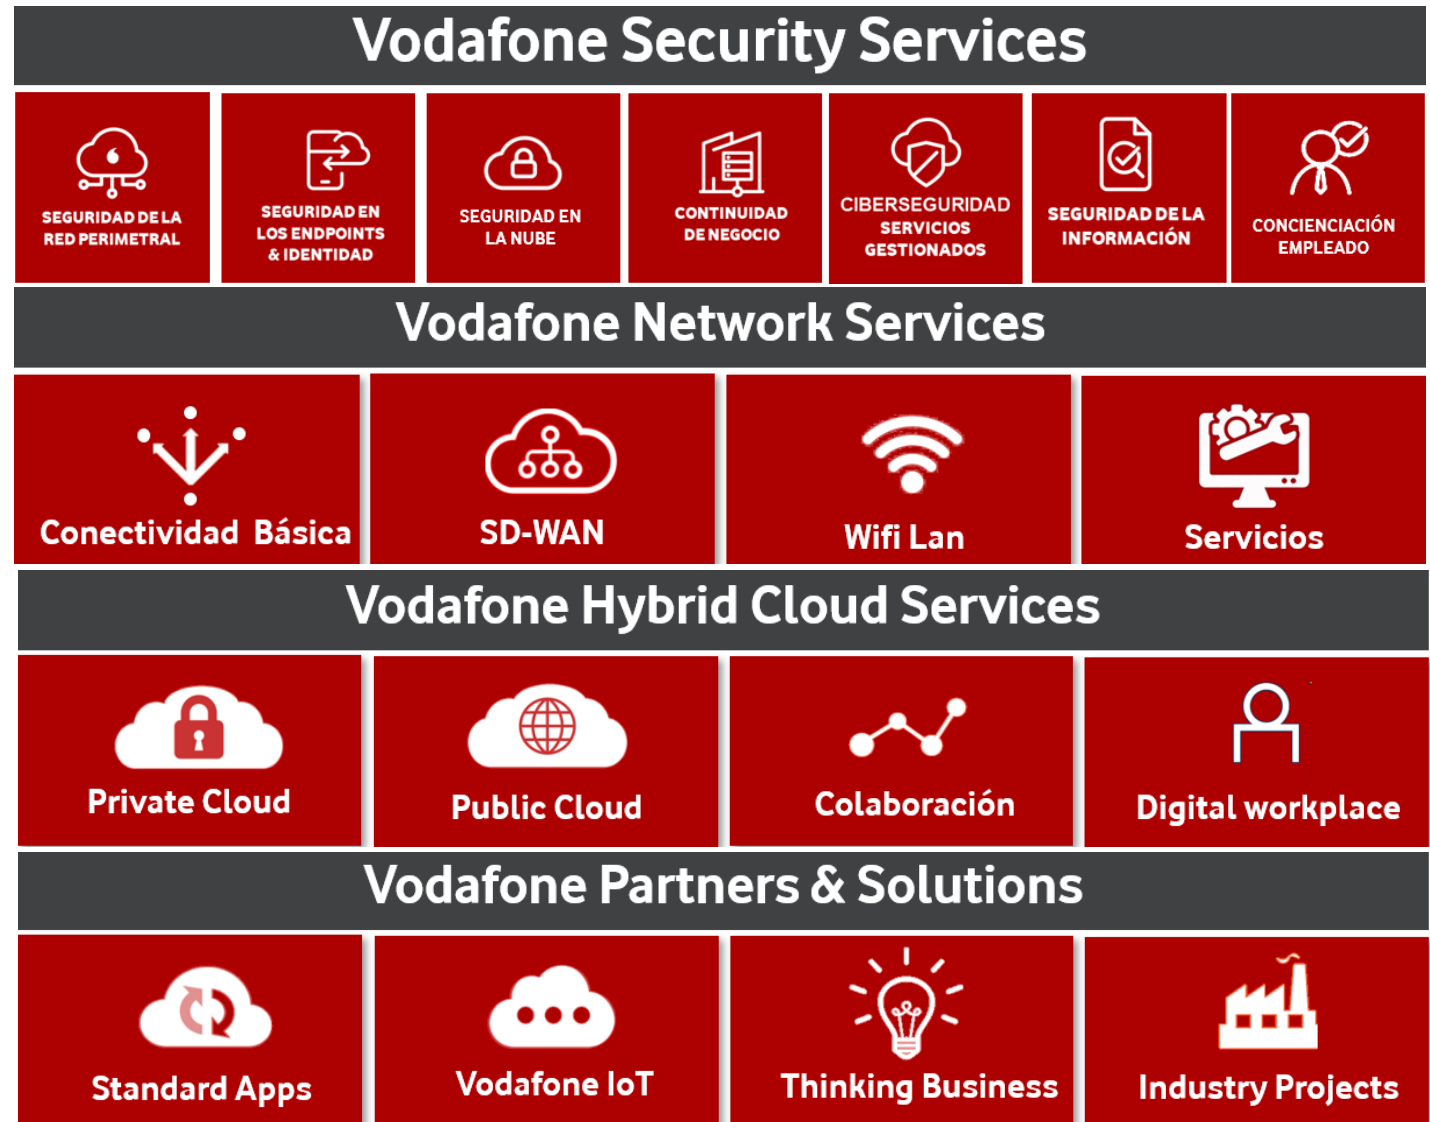 Vodafone Security Services
SEGURIDAD DE LA
RED PERIMETRAL
SEGURIDAD EN
LOS ENDPOINTS
& IDENTIDAD
SEGURIDAD EN
LA NUBE
CONTINUIDAD
DE NEGOCIO
CIBERSEGURIDAD
SERVICIOS
GESTIONADOS
SEGURIDAD DE LA
INFORMACIÓN
CONCIENCIACIÓN
EMPLEADO
Vodafone Network Services
Conectividad Básica
SD-WAN
Wifi Lan
Servicios
Vodafone Hybrid Cloud Services
Private Cloud
Public Cloud
Colaboración
Digital workplace
Vodafone Partners & Solutions
Standard Apps
Vodafone IoT
Thinking Business
Industry Projects